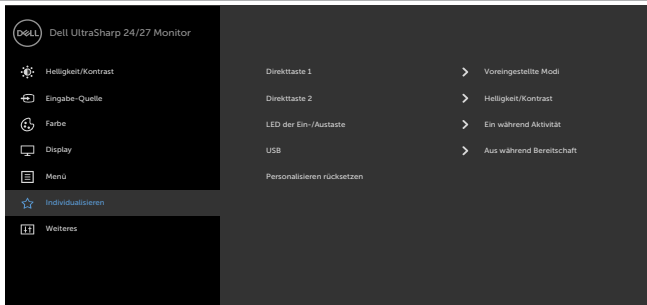 DELL Dell UltraSharp 24/27 Monitor
Helligkeit/Kontrast
Eingabe-Quelle
Farbe
Display
Menü
Individualisieren
Weiteres
Direkttaste 1 Voreingestellte Modi
Direkttaste 2 Helligkeit/Kontrast
LED der Ein-/Austaste Ein während Aktivität
USB Aus während Bereitschaft
Personalisieren rücksetzen